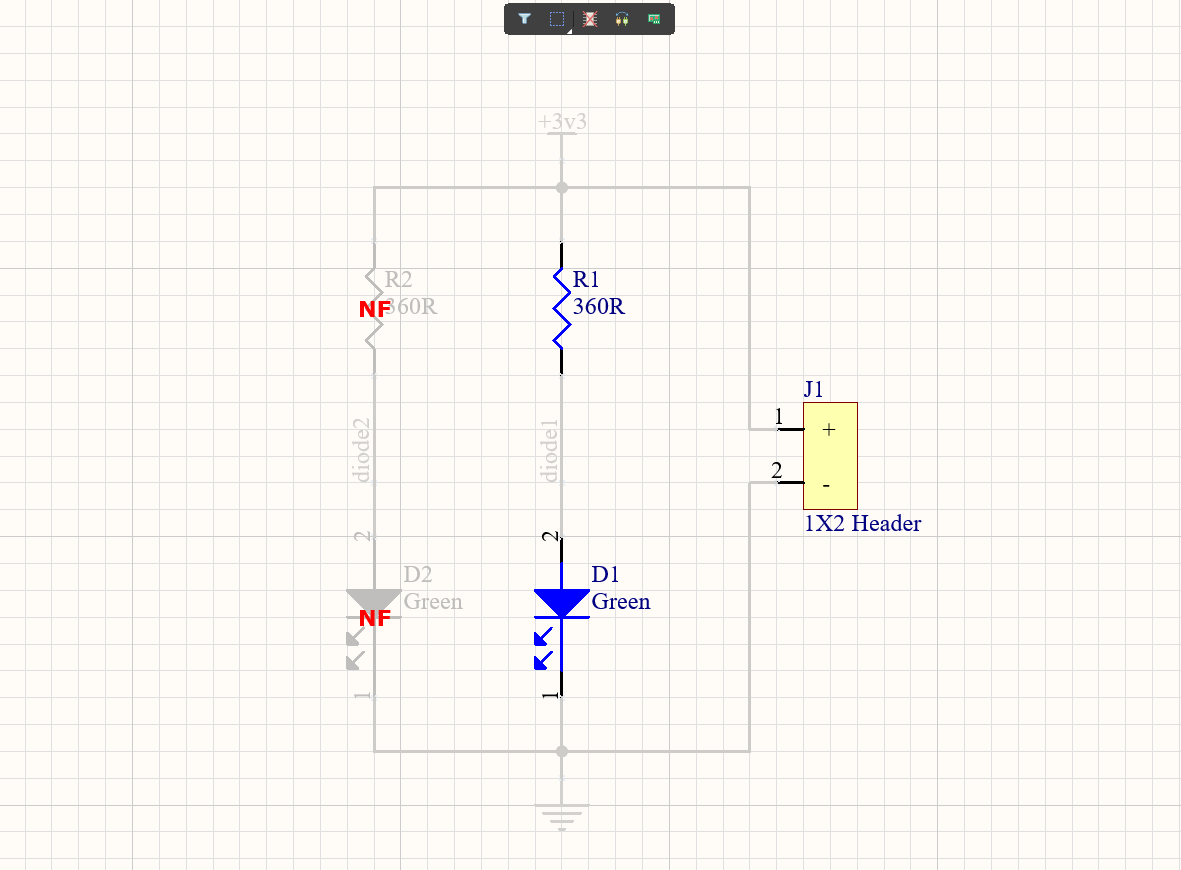 +3v3
R2
NF
360R
R1
360R
diode2
diode1
J1
1
+
2
-
1X2 Header
2
D2
Green
NF
1
2
D1
Green
1